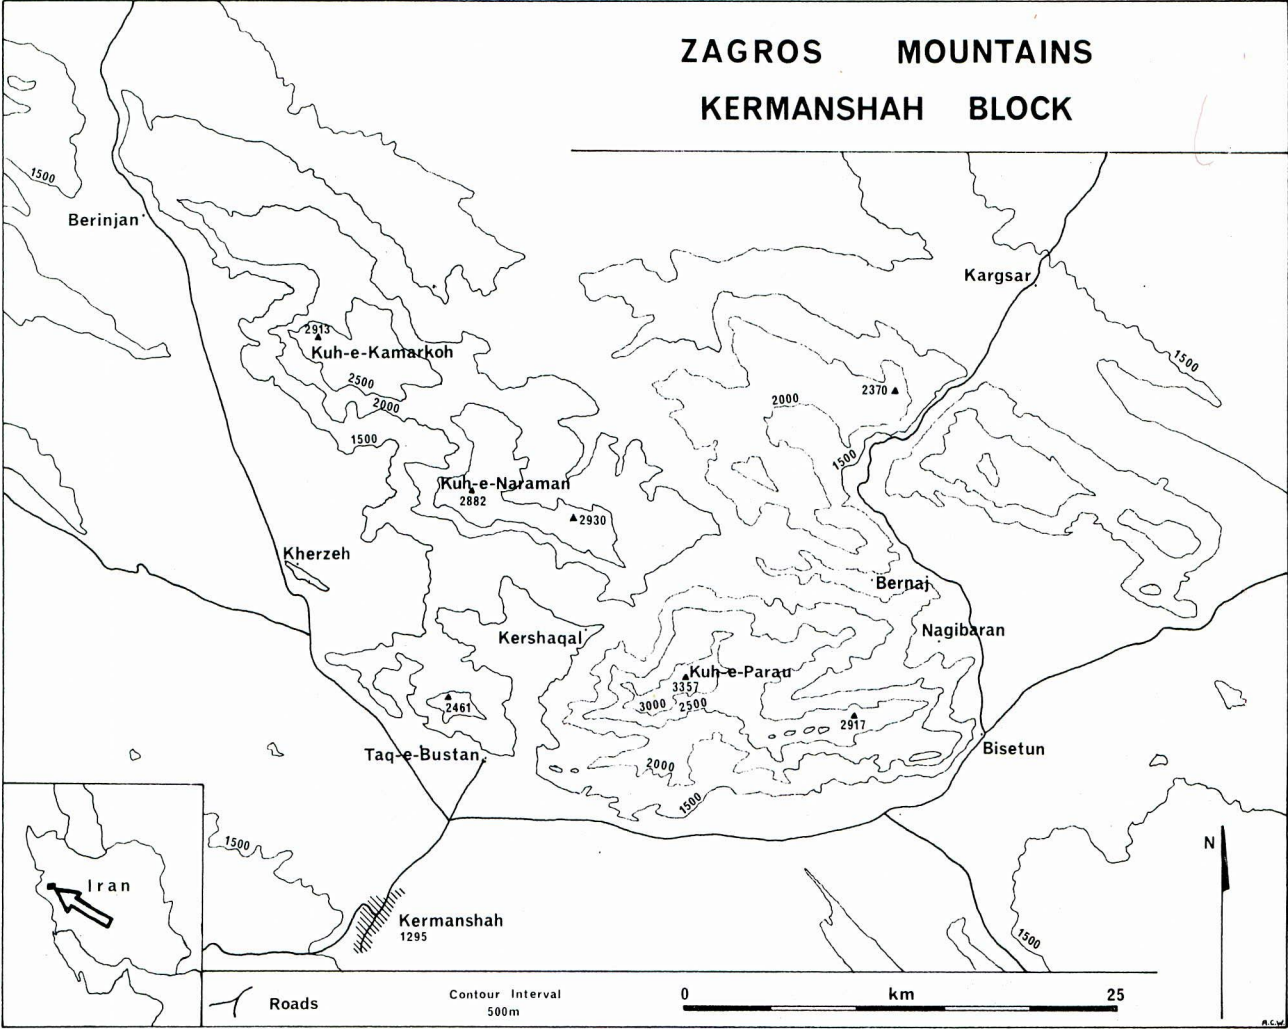 ZAGROS MOUNTAINS
KERMANSHAH BLOCK
1500
Berinjan
Kargsar
2913
Kuh-e-Kamarkoh
1500
2500
2370
2000
2000
1500
1500
Kuh-e-Naraman
2882
2930
Kherzeh
Bernaj
Kershaqal
Nagibaran
Kuh-e-Parau
3357
3000
2500
2461
2917
Taq-e-Bustan
Bisetun
2000
1500
1500
N
Iran
Kermanshah
1295
1500
Roads
Contour Interval
500m
0 km 25
A.C.W.